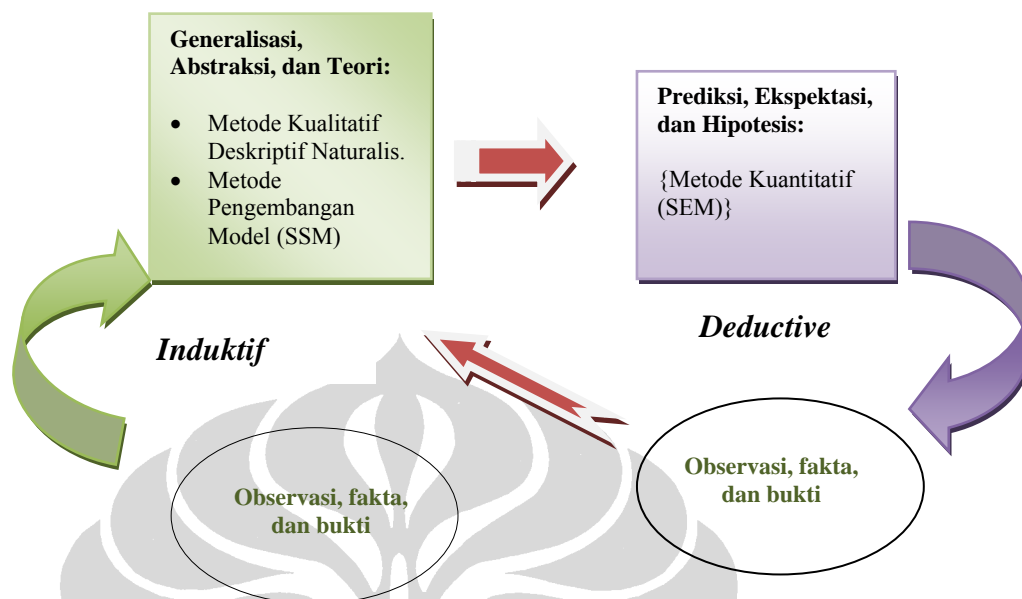 Generalisasi,
Abstraksi, dan Teori:
• Metode Kualitatif
Deskriptif Naturalis.
• Metode
Pengembangan
Model (SSM)
Prediksi, Ekspektasi,
dan Hipotesis:
{Metode Kuantitatif
(SEM)}
Induktif
Deductive
Observasi, fakta,
dan bukti
Observasi, fakta,
dan bukti